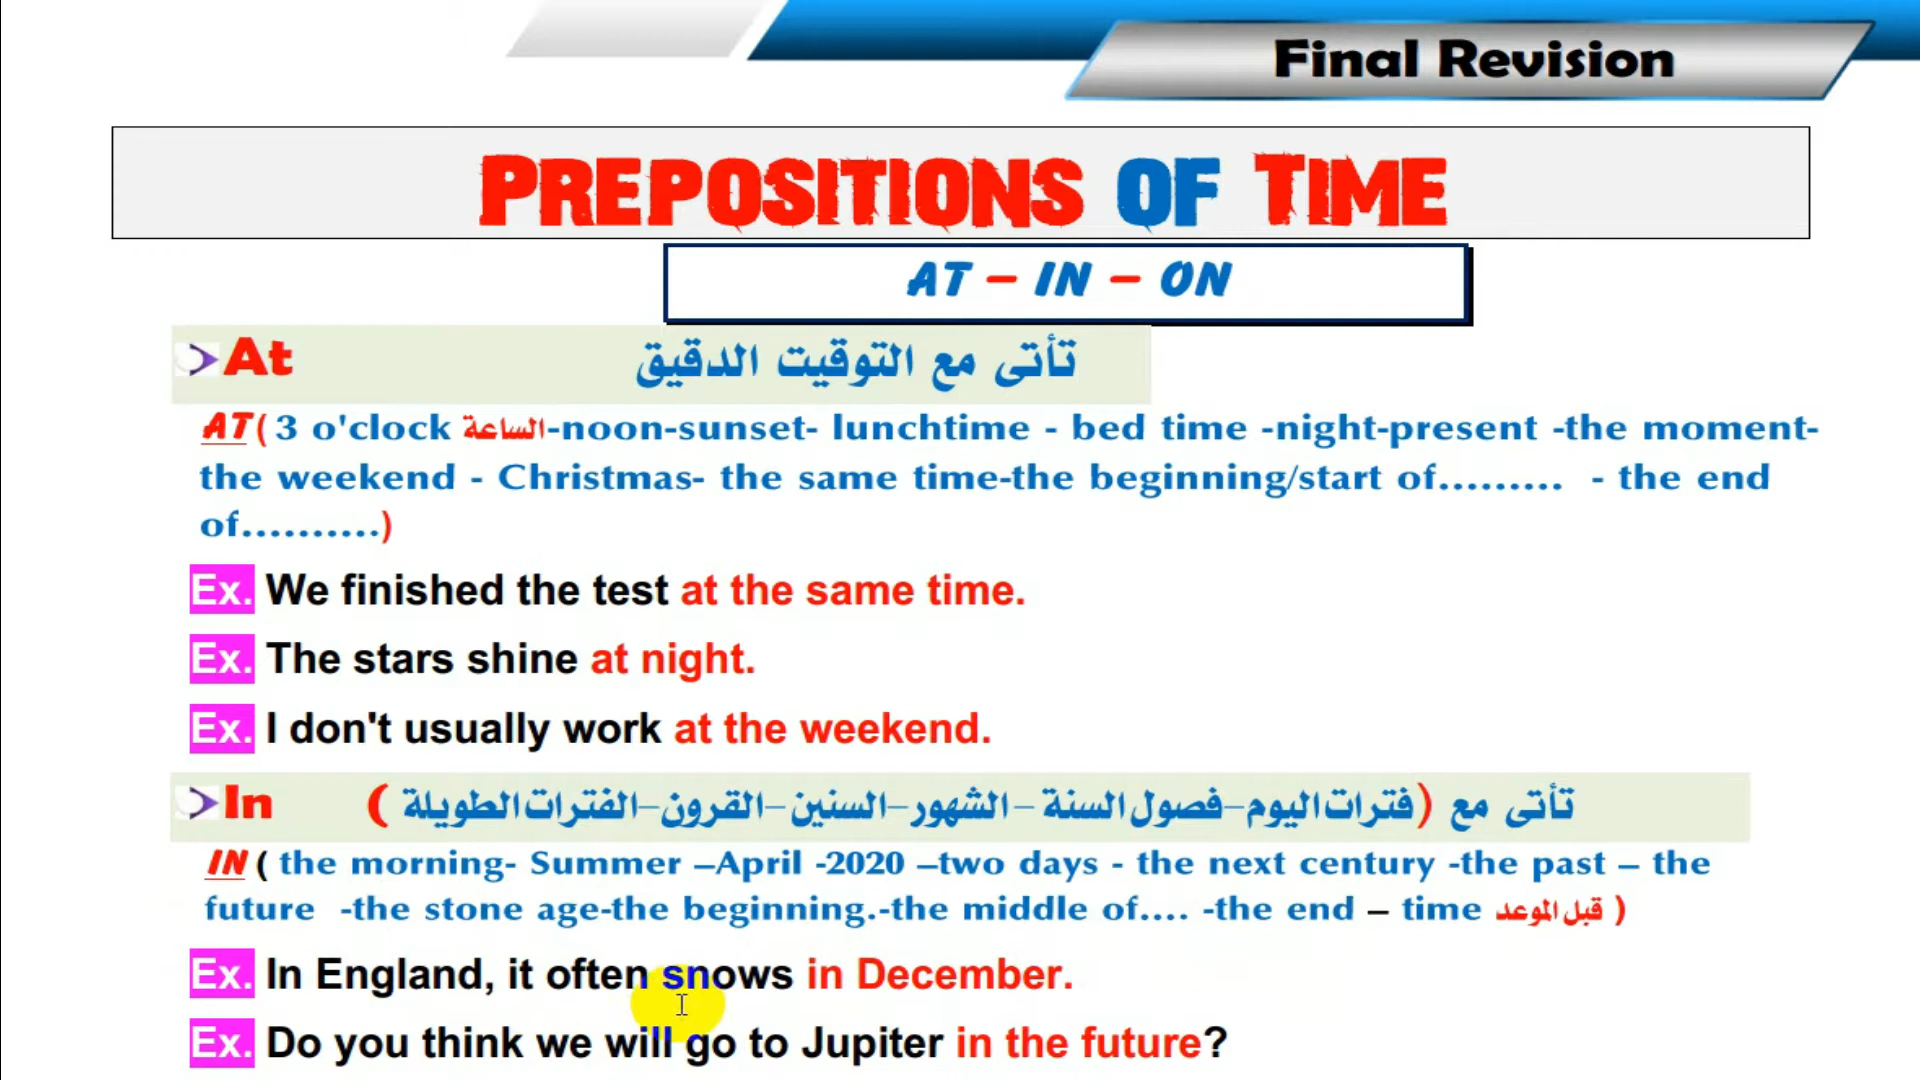 Final Revision
PREPOSITIONS OF TIME
AT – IN – ON
At تأتى مع التوقيت الدقيق
AT ( 3 o'clock الساعة-noon-sunset- lunchtime - bed time -night-present -the moment-
the weekend - Christmas- the same time-the beginning/start of......... - the end
of..........)
Ex. We finished the test at the same time.
Ex. The stars shine at night.
Ex. I don't usually work at the weekend.
In تأتى مع (فترات اليوم–فصول السنة – الشهور–السنين–القرون–الفترات الطويلة )
IN ( the morning- Summer –April -2020 –two days - the next century -the past – the
future -the stone age-the beginning.-the middle of.... -the end – time قبل الموعد )
Ex. In England, it often snows in December.
Ex. Do you think we will go to Jupiter in the future?